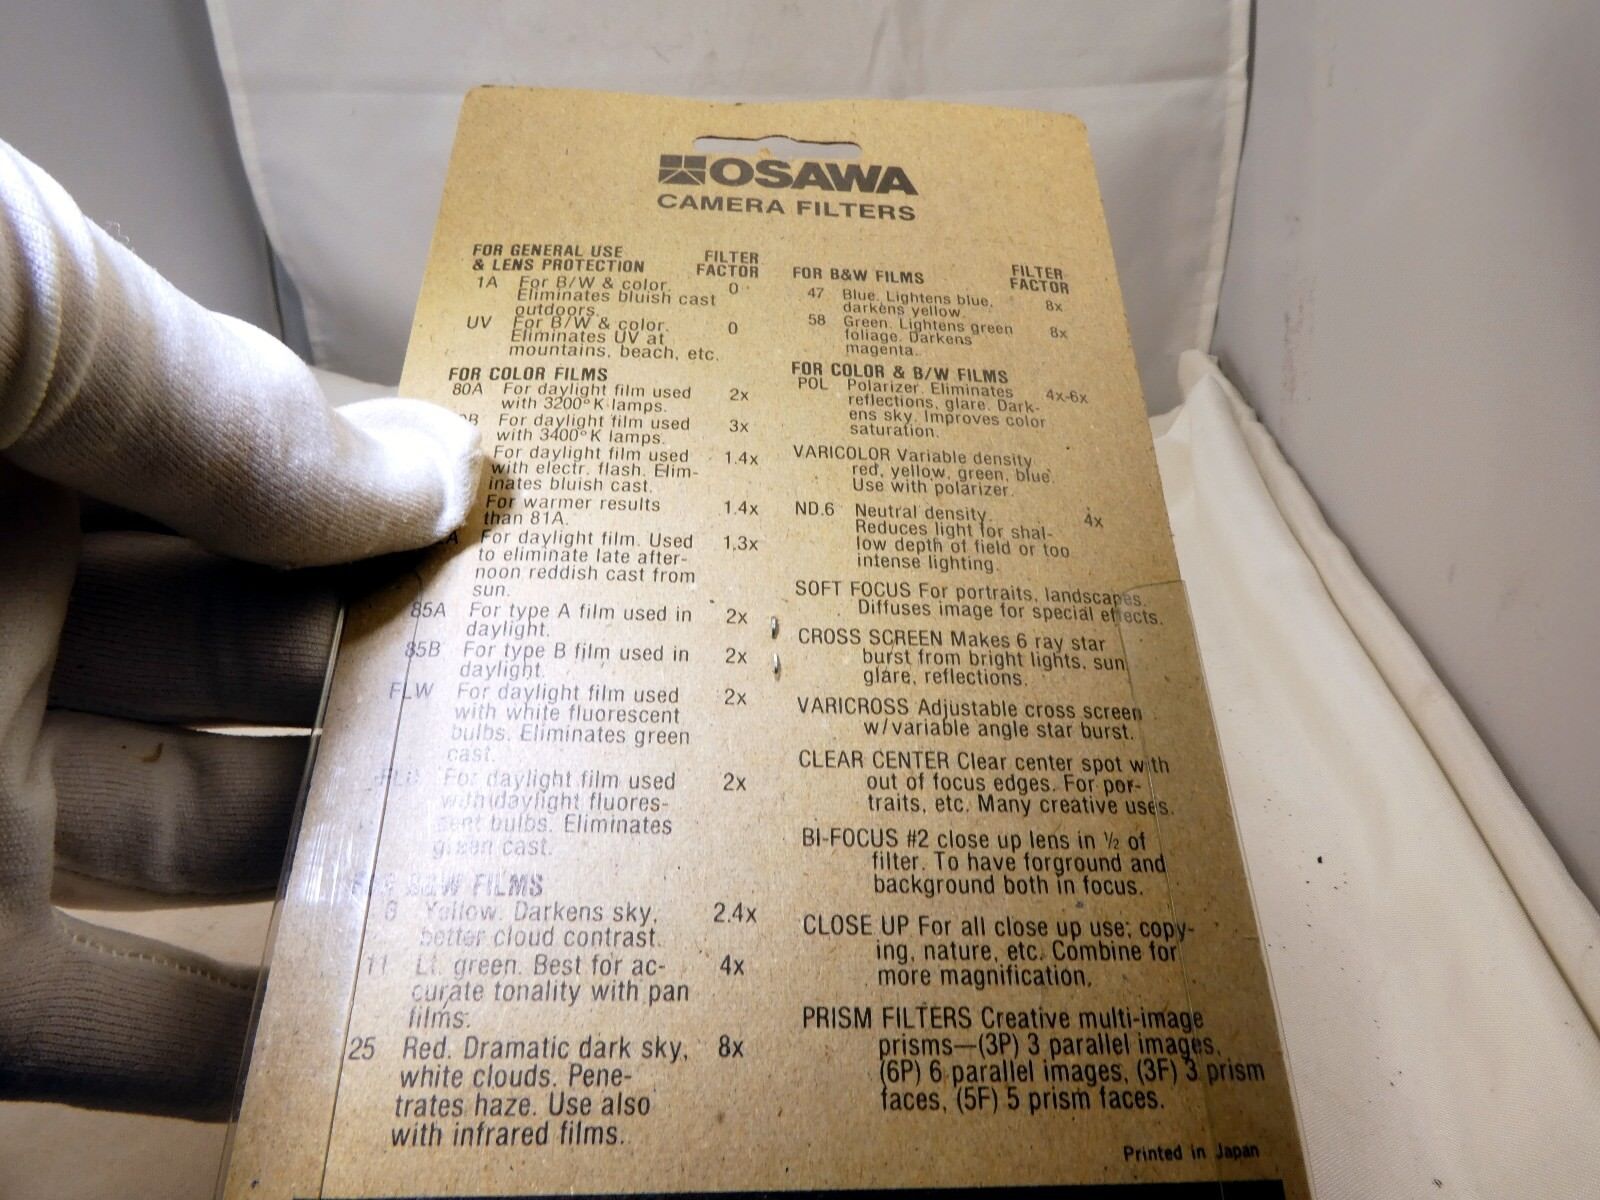 OSAWA
CAMERA FILTERS
FOR GENERAL USE
& LENS PROTECTION
FILTER
FACTOR
1A For B/W & color. 0
Eliminates bluish cast
outdoors.
UV For B/W & color. 0
Eliminates UV at
mountains, beach, etc.
FOR COLOR FILMS
80A For daylight film used 2x
with 3200°K lamps.
For daylight film used 3x
with 3400°K lamps.
For daylight film used 1.4x
with electr. flash. Elim-
inates bluish cast.
For warmer results 1.4x
than 81A.
For daylight film. Used 1.3x
to eliminate late after-
noon reddish cast from
sun.
85A For type A film used in 2x
daylight.
85B For type B film used in 2x
daylight.
FLW For daylight film used 2x
with white fluorescent
bulbs. Eliminates green
cast.
For daylight film used 2x
with daylight fluores-
cent bulbs. Eliminates
green cast.
FOR B&W FILMS
8 Yellow. Darkens sky, 2.4x
better cloud contrast.
11 Lt. green. Best for ac- 4x
curate tonality with pan
films.
25 Red. Dramatic dark sky, 8x
white clouds. Pene-
trates haze. Use also
with infrared films.
FOR B&W FILMS
FILTER
FACTOR
47 Blue. Lightens blue, 8x
darkens yellow.
58 Green. Lightens green 8x
foliage. Darkens
magenta.
FOR COLOR & B/W FILMS
POL Polarizer. Eliminates 4x-6x
reflections, glare. Dark-
ens sky. Improves color
saturation.
VARICOLOR Variable density
red, yellow, green, blue.
Use with polarizer.
ND.6 Neutral density 4x
Reduces light for shal-
low depth of field or too
intense lighting.
SOFT FOCUS For portraits, landscapes.
Diffuses image for special effects.
CROSS SCREEN Makes 6 ray star
burst from bright lights, sun
glare, reflections.
VARICROSS Adjustable cross screen
w/variable angle star burst.
CLEAR CENTER Clear center spot with
out of focus edges. For por-
traits, etc. Many creative uses.
BI-FOCUS #2 close up lens in ½ of
filter. To have forground and
background both in focus.
CLOSE UP For all close up use; copy-
ing, nature, etc. Combine for
more magnification.
PRISM FILTERS Creative multi-image
prisms—(3P) 3 parallel images,
(6P) 6 parallel images, (3F) 3 prism
faces, (5F) 5 prism faces.
Printed in Japan